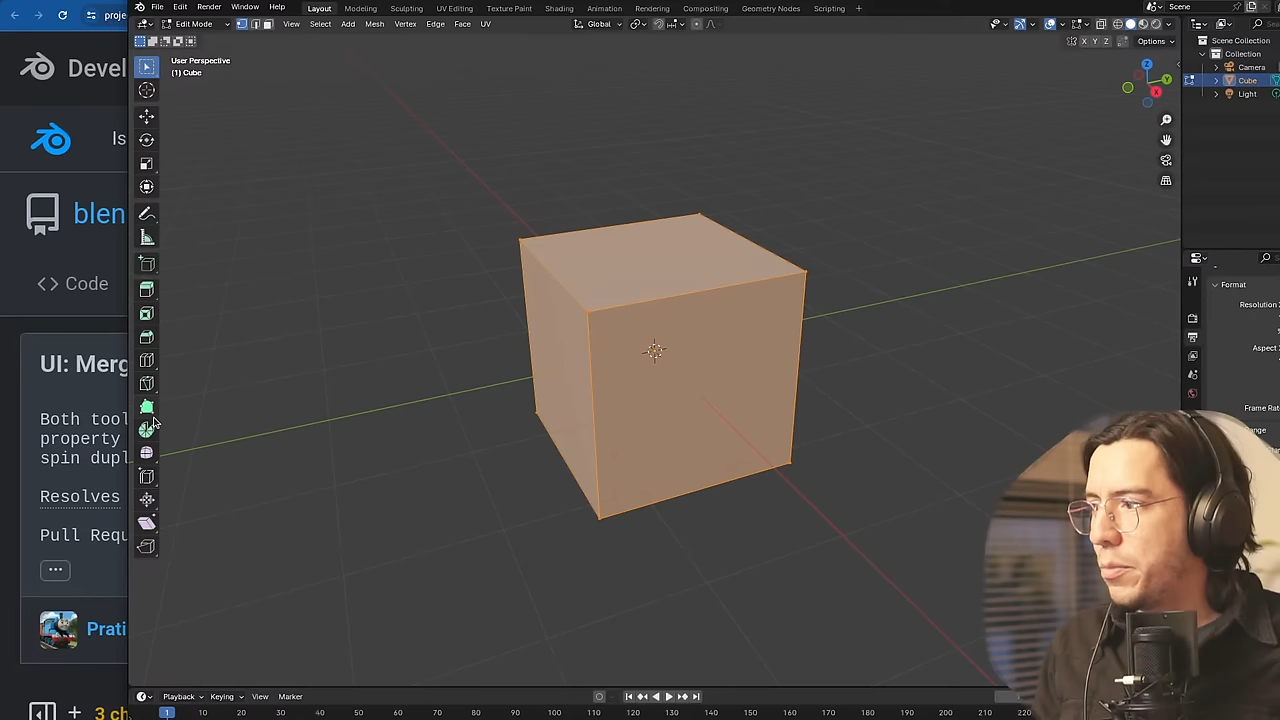 proje
File Edit Render Window Help
Layout Modeling Sculpting UV Editing Texture Paint Shading Animation Rendering Compositing Geometry Nodes Scripting +
Scene
Edit Mode View Select Add Mesh Vertex Edge Face UV Global
X Y Z Options
User Perspective
(1) Cube
Z
Y
X
Scene Collection
Collection
Camera
Cube
Light
Devel
Is
blen
Code
UI: Merg
Both tool
property
spin dupl
Resolves
Pull Requ
...
Prati
+ 3 ch
Format
Resolution
Aspect
Frame Rat
Playback Keying View Marker
1 10 20 30 40 50 60 70 80 90 100 110 120 130 140 150 160 170 180 190 200 210 220